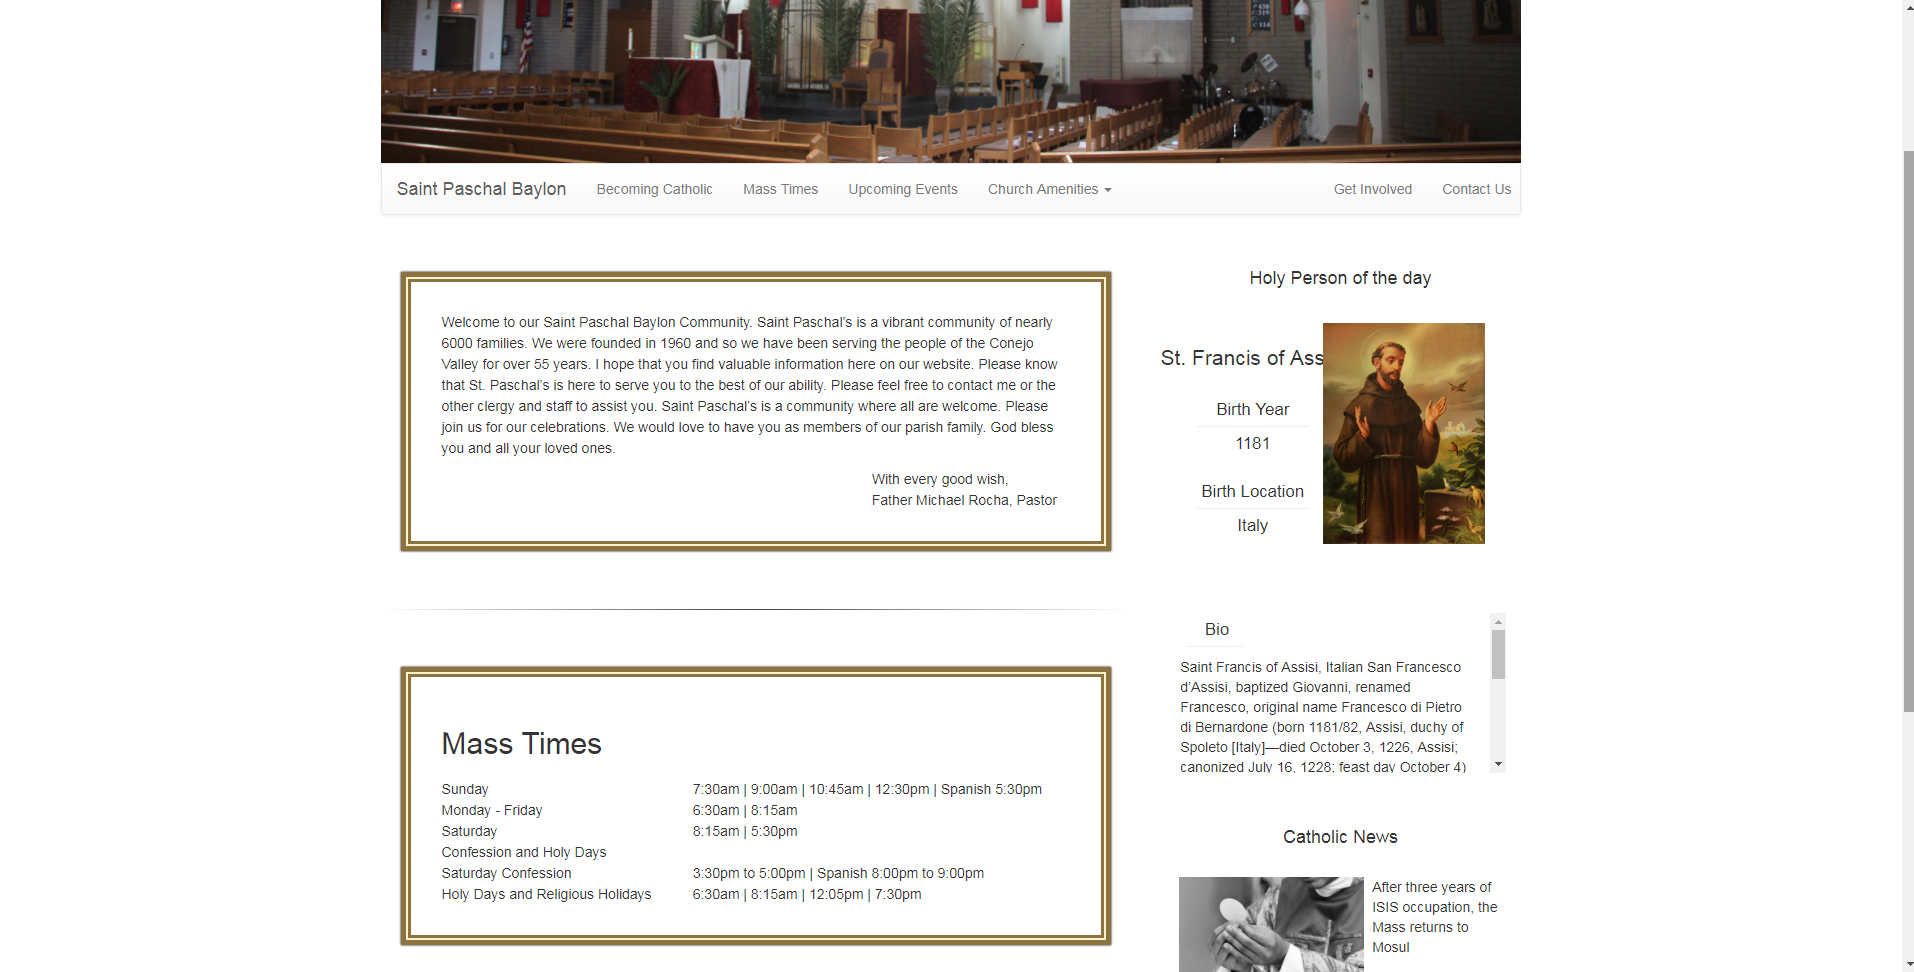 Saint Paschal Baylon Becoming Catholic Mass Times Upcoming Events Church Amenities Get Involved Contact Us
Welcome to our Saint Paschal Baylon Community. Saint Paschal’s is a vibrant community of nearly
6000 families. We were founded in 1960 and so we have been serving the people of the Conejo
Valley for over 55 years. I hope that you find valuable information here on our website. Please know
that St. Paschal’s is here to serve you to the best of our ability. Please feel free to contact me or the
other clergy and staff to assist you. Saint Paschal’s is a community where all are welcome. Please
join us for our celebrations. We would love to have you as members of our parish family. God bless
you and all your loved ones.
With every good wish,
Father Michael Rocha, Pastor
Mass Times
Sunday 7:30am | 9:00am | 10:45am | 12:30pm | Spanish 5:30pm
Monday - Friday 6:30am | 8:15am
Saturday 8:15am | 5:30pm
Confession and Holy Days
Saturday Confession 3:30pm to 5:00pm | Spanish 8:00pm to 9:00pm
Holy Days and Religious Holidays 6:30am | 8:15am | 12:05pm | 7:30pm
Holy Person of the day
St. Francis of Ass
Birth Year
1181
Birth Location
Italy
Bio
Saint Francis of Assisi, Italian San Francesco
d’Assisi, baptized Giovanni, renamed
Francesco, original name Francesco di Pietro
di Bernardone (born 1181/82, Assisi, duchy of
Spoleto [Italy]—died October 3, 1226, Assisi;
canonized July 16, 1228; feast day October 4)
Catholic News
After three years of
ISIS occupation, the
Mass returns to
Mosul